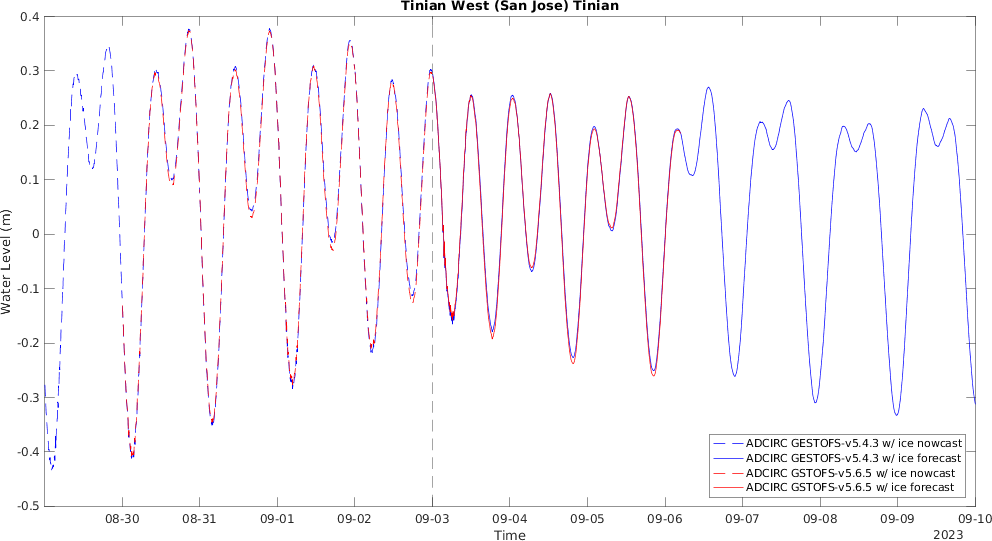 Tinian West (San Jose) Tinian
0.4
0.3
0.2
0.1
0
-0.1
-0.2
-0.3
-0.4
-0.5
Water Level (m)
ADCIRC GESTOFS-v5.4.3 w/ ice nowcast
ADCIRC GESTOFS-v5.4.3 w/ ice forecast
ADCIRC GSTOFS-v5.6.5 w/ ice nowcast
ADCIRC GSTOFS-v5.6.5 w/ ice forecast
08-30 08-31 09-01 09-02 09-03 09-04 09-05 09-06 09-07 09-08 09-09 09-10
Time
2023